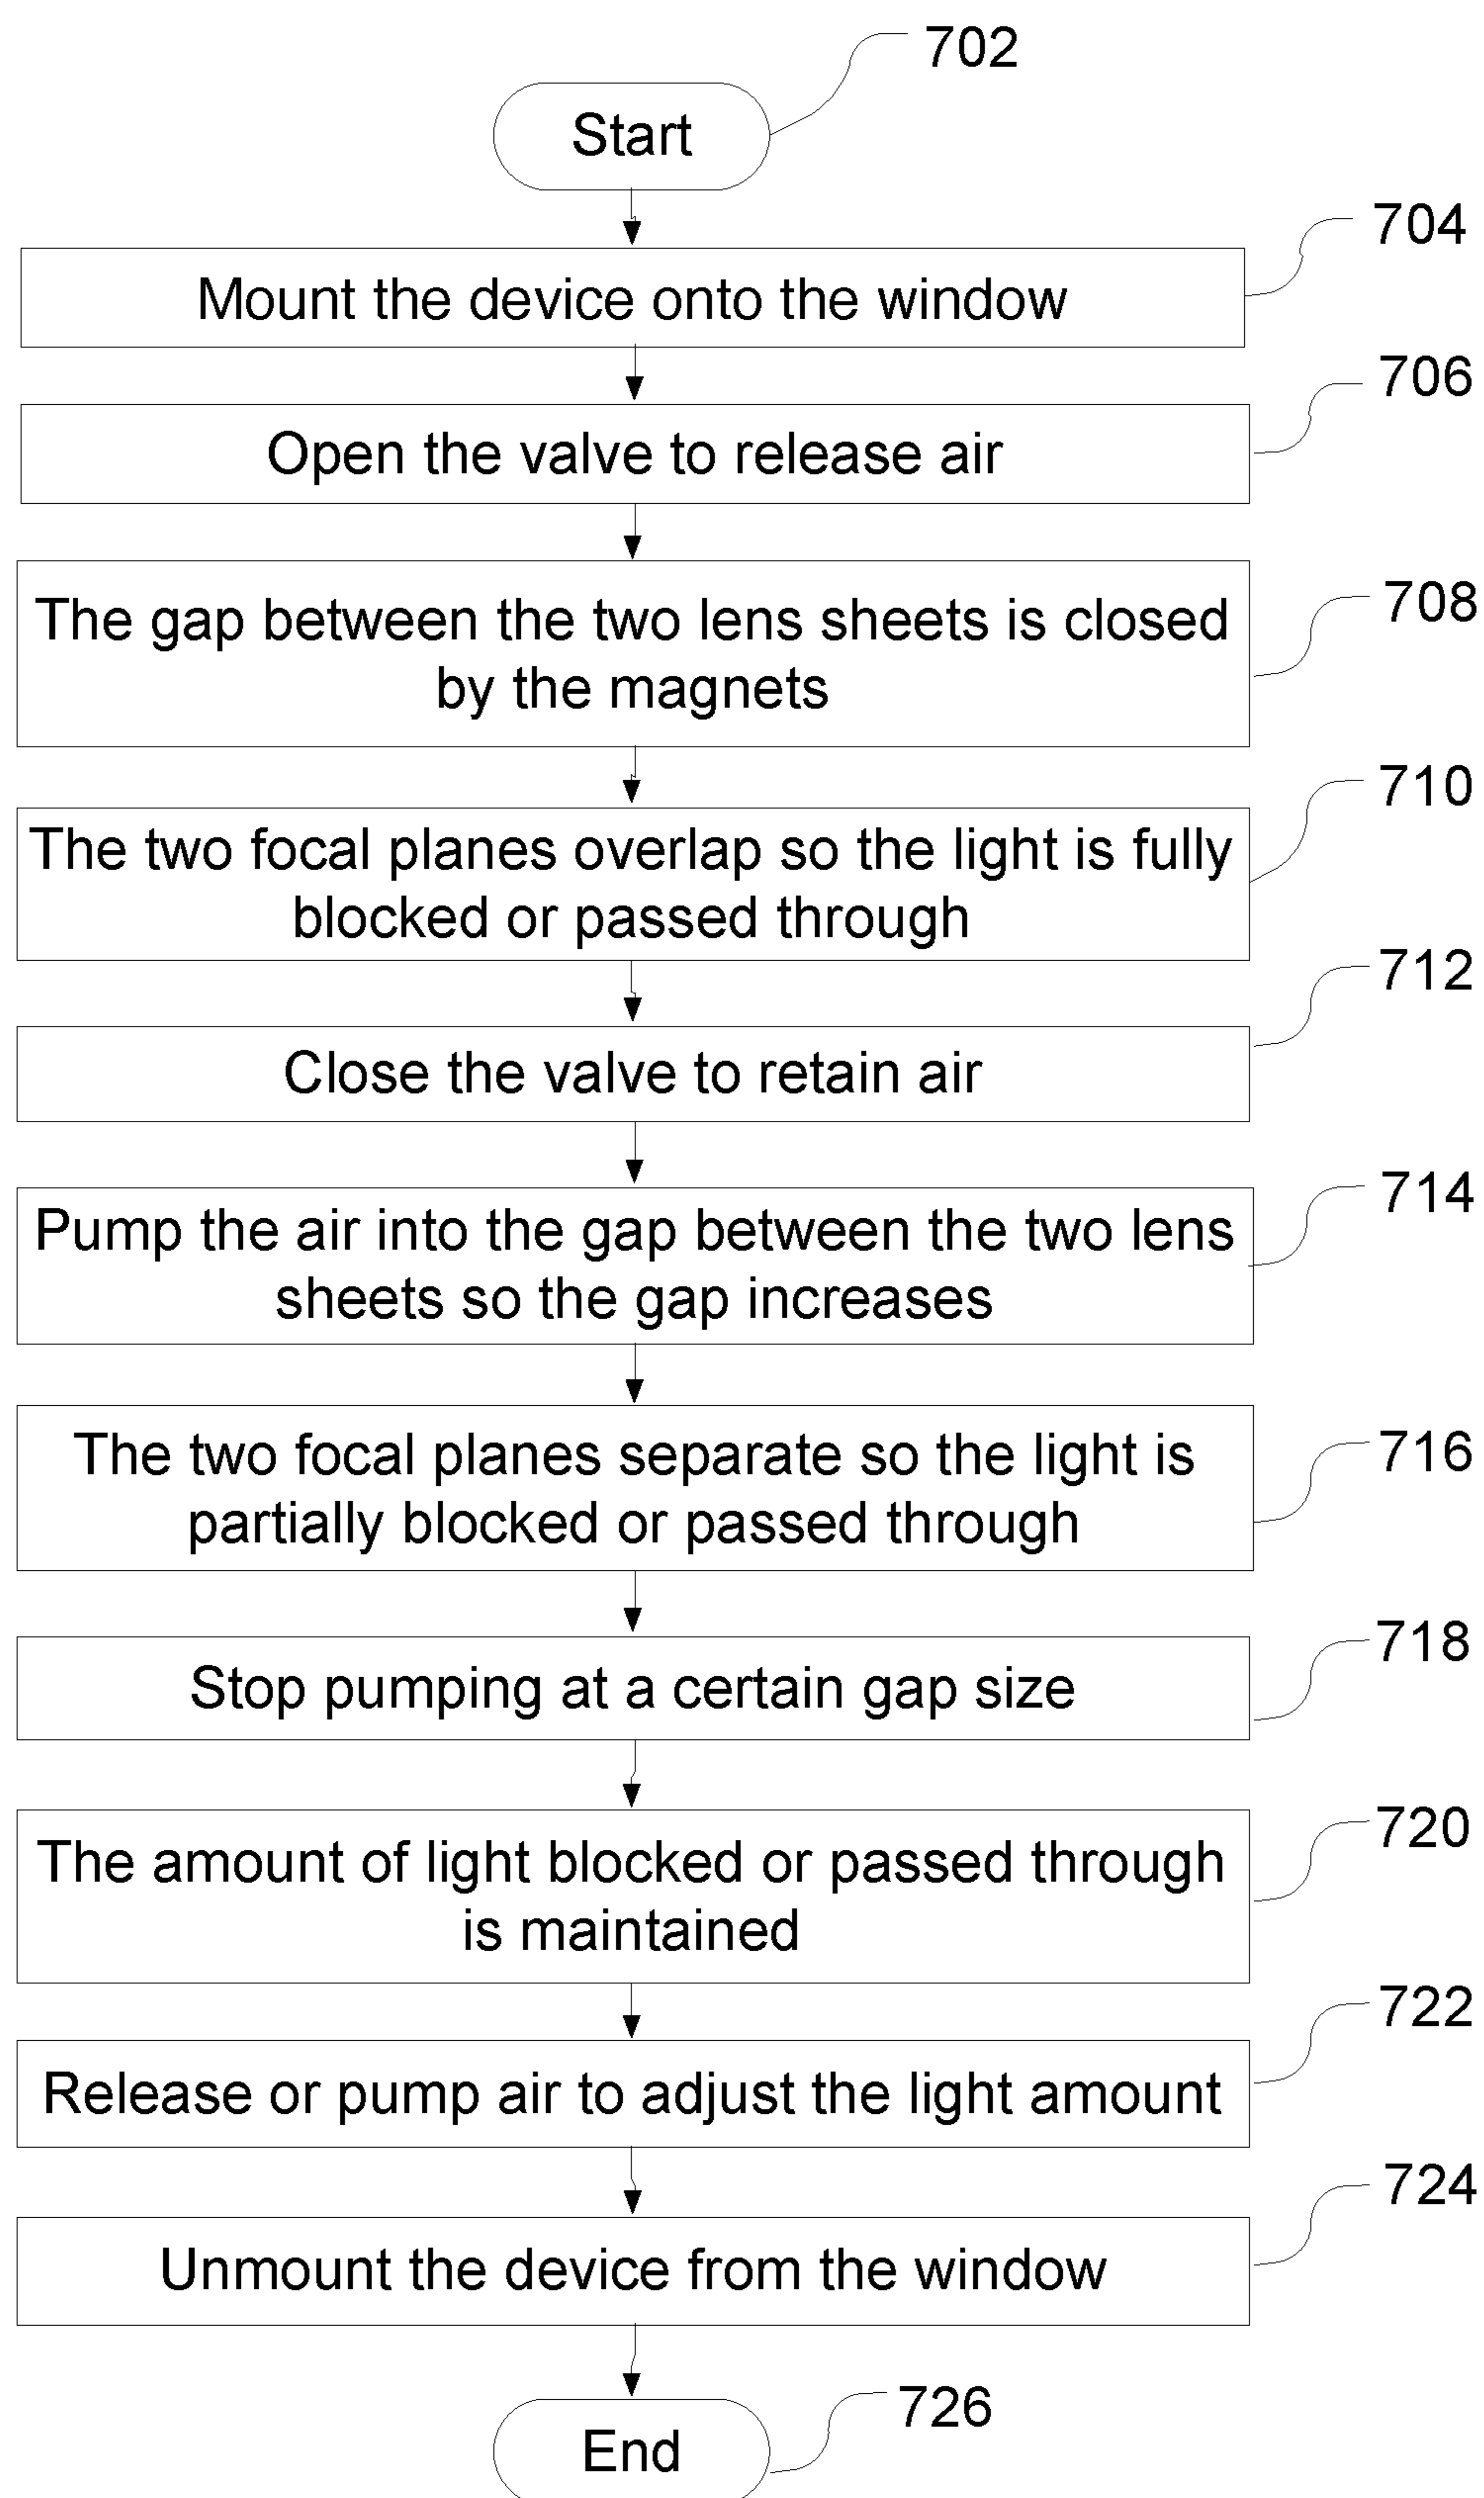 702
Start
704
Mount the device onto the window
706
Open the valve to release air
708
The gap between the two lens sheets is closed
by the magnets
710
The two focal planes overlap so the light is fully
blocked or passed through
712
Close the valve to retain air
714
Pump the air into the gap between the two lens
sheets so the gap increases
716
The two focal planes separate so the light is
partially blocked or passed through
718
Stop pumping at a certain gap size
720
The amount of light blocked or passed through
is maintained
722
Release or pump air to adjust the light amount
724
Unmount the device from the window
726
End